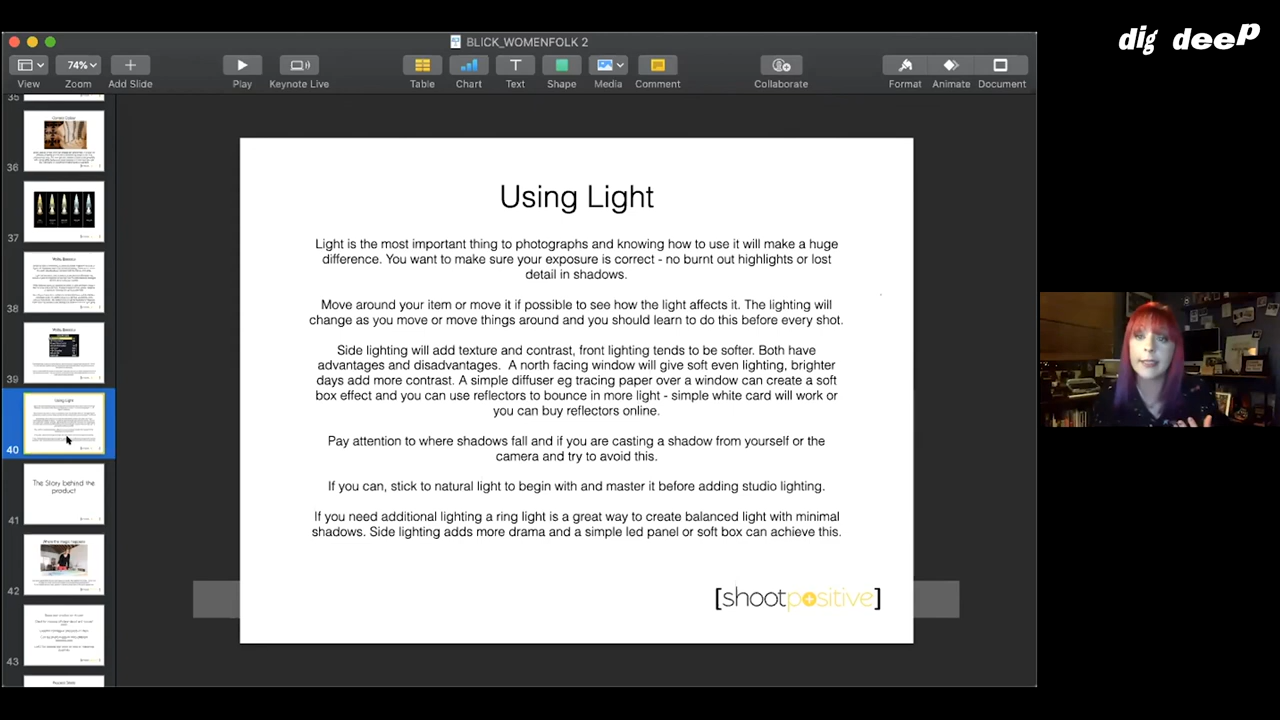 dig deep
BLICK_WOMENFOLK 2
74%
View
Zoom
Add Slide
Play
Keynote Live
Table
Chart
Text
Shape
Media
Comment
Collaborate
Format
Animate
Document
35
36
37
38
39
40
41
42
43
White Balance
White Balance
Using Light
The Story behind the
product
Using Light
Light is the most important thing to photographs and knowing how to use it will make a huge
difference. You want to make you your exposure is correct - no burnt out highlights or lost
detail in shadows.
Move around your item or move it if possible to see how the light affects it. The lighting will
change as you move or move things around and you should learn to do this before every shot.
Side lighting will add texture and contrast, front lighting tends to be softer. Both have
advantages and disadvantages. A north facing window will give soft even lighting, brighter
days add more contrast. A simple diffuser eg tracing paper over a window can create a soft
box effect and you can use mirrors to bounce in more light - simple white card will work or
you can buy reflectors online.
Pay attention to where shadows fall and if you are casting a shadow from yourself or the
camera and try to avoid this.
If you can, stick to natural light to begin with and master it before adding studio lighting.
If you need additional lighting a ring light is a great way to create balanced light with minimal
shadows. Side lighting adds more drama and a simple led panel or soft box can achieve this.
[shootpositive]